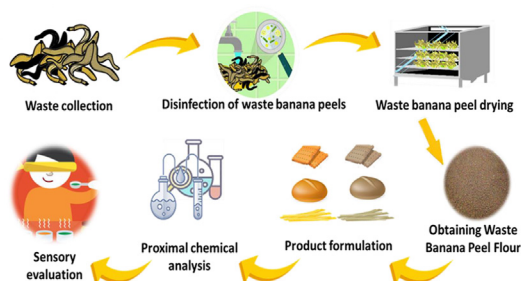 Waste collection
Disinfection of waste banana peels
Waste banana peel drying
Obtaining Waste
Banana Peel Flour
Product formulation
Proximal chemical
analysis
Sensory
evaluation